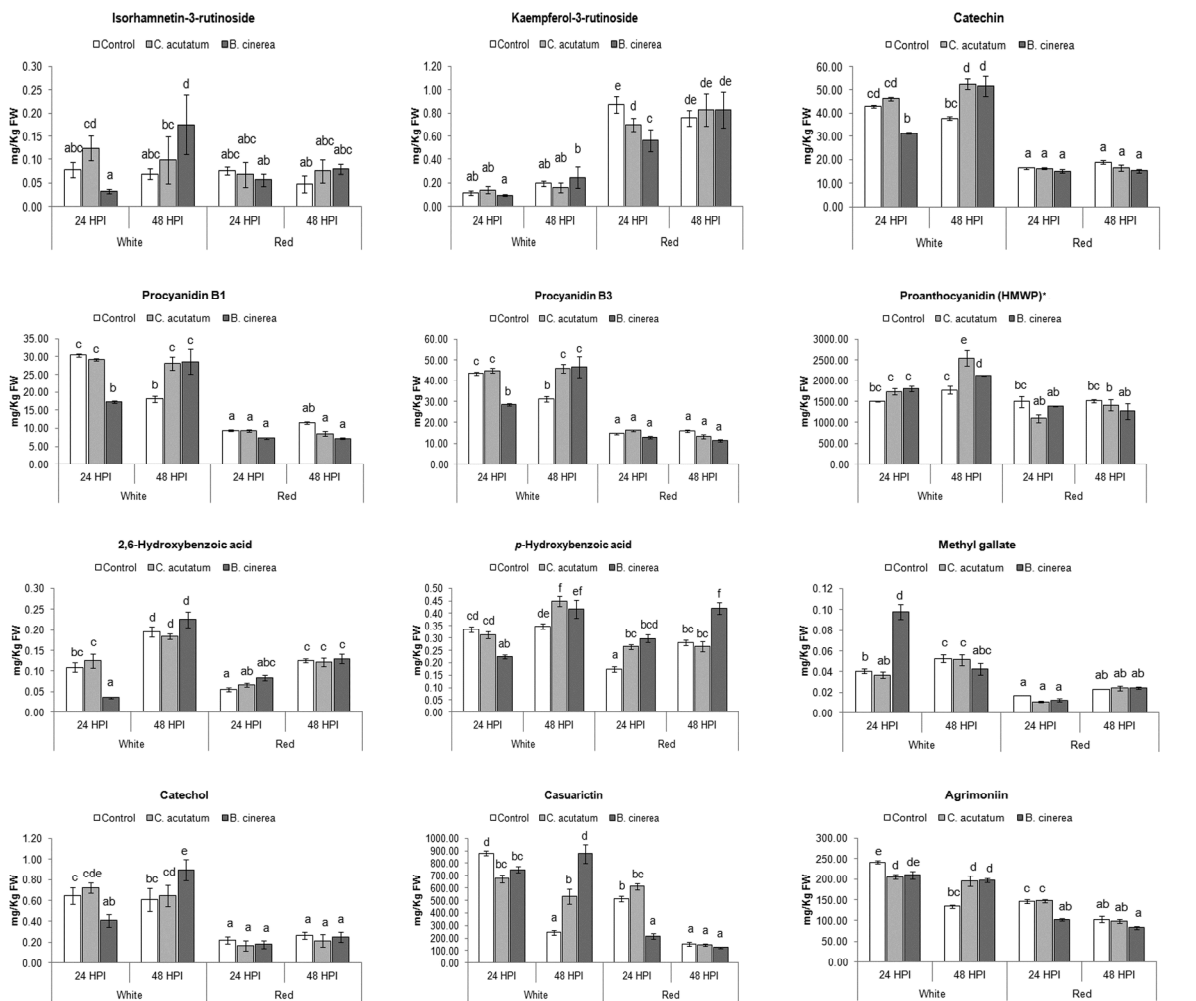 Isorhamnetin-3-rutinoside
Control C. acutatum B. cinerea
mg/Kg FW
0.30
0.25
0.20
0.15
0.10
0.05
0.00
abc cd a abc bc d abc abc ab ab abc abc
24 HPI 48 HPI 24 HPI 48 HPI
White Red
Kaempferol-3-rutinoside
Control C. acutatum B. cinerea
mg/Kg FW
1.20
1.00
0.80
0.60
0.40
0.20
0.00
ab ab a ab ab b e d c de de de
24 HPI 48 HPI 24 HPI 48 HPI
White Red
Catechin
Control C. acutatum B. cinerea
mg/Kg FW
60.00
50.00
40.00
30.00
20.00
10.00
0.00
cd cd b bc d d a a a a a a
24 HPI 48 HPI 24 HPI 48 HPI
White Red
Procyanidin B1
Control C. acutatum B. cinerea
mg/Kg FW
35.00
30.00
25.00
20.00
15.00
10.00
5.00
0.00
c c b b c c a a a ab a a
24 HPI 48 HPI 24 HPI 48 HPI
White Red
Procyanidin B3
Control C. acutatum B. cinerea
mg/Kg FW
60.00
50.00
40.00
30.00
20.00
10.00
0.00
c c b b c c a a a a a a
24 HPI 48 HPI 24 HPI 48 HPI
White Red
Proanthocyanidin (HMWP)*
Control C. acutatum B. cinerea
mg/Kg FW
3000.00
2500.00
2000.00
1500.00
1000.00
500.00
0.00
bc c c c e d bc ab ab bc b ab
24 HPI 48 HPI 24 HPI 48 HPI
White Red
2,6-Hydroxybenzoic acid
Control C. acutatum B. cinerea
mg/Kg FW
0.30
0.25
0.20
0.15
0.10
0.05
0.00
bc c a d d d a ab abc c c c
24 HPI 48 HPI 24 HPI 48 HPI
White Red
p-Hydroxybenzoic acid
Control C. acutatum B. cinerea
mg/Kg FW
0.50
0.45
0.40
0.35
0.30
0.25
0.20
0.15
0.10
0.05
0.00
cd cd ab de f ef a bc bcd bc bc f
24 HPI 48 HPI 24 HPI 48 HPI
White Red
Methyl gallate
Control C. acutatum B. cinerea
mg/Kg FW
0.12
0.10
0.08
0.06
0.04
0.02
0.00
b ab d c c abc a a a ab ab ab
24 HPI 48 HPI 24 HPI 48 HPI
White Red
Catechol
Control C. acutatum B. cinerea
mg/Kg FW
1.20
1.00
0.80
0.60
0.40
0.20
0.00
c cde ab bc cd e a a a a a a
24 HPI 48 HPI 24 HPI 48 HPI
White Red
Casuarictin
Control C. acutatum B. cinerea
mg/Kg FW
1000.00
900.00
800.00
700.00
600.00
500.00
400.00
300.00
200.00
100.00
0.00
d bc bc a bc d b bc a a a a
24 HPI 48 HPI 24 HPI 48 HPI
White Red
Agrimoniin
Control C. acutatum B. cinerea
mg/Kg FW
300.00
250.00
200.00
150.00
100.00
50.00
0.00
e d de b d d c c ab ab ab a
24 HPI 48 HPI 24 HPI 48 HPI
White Red